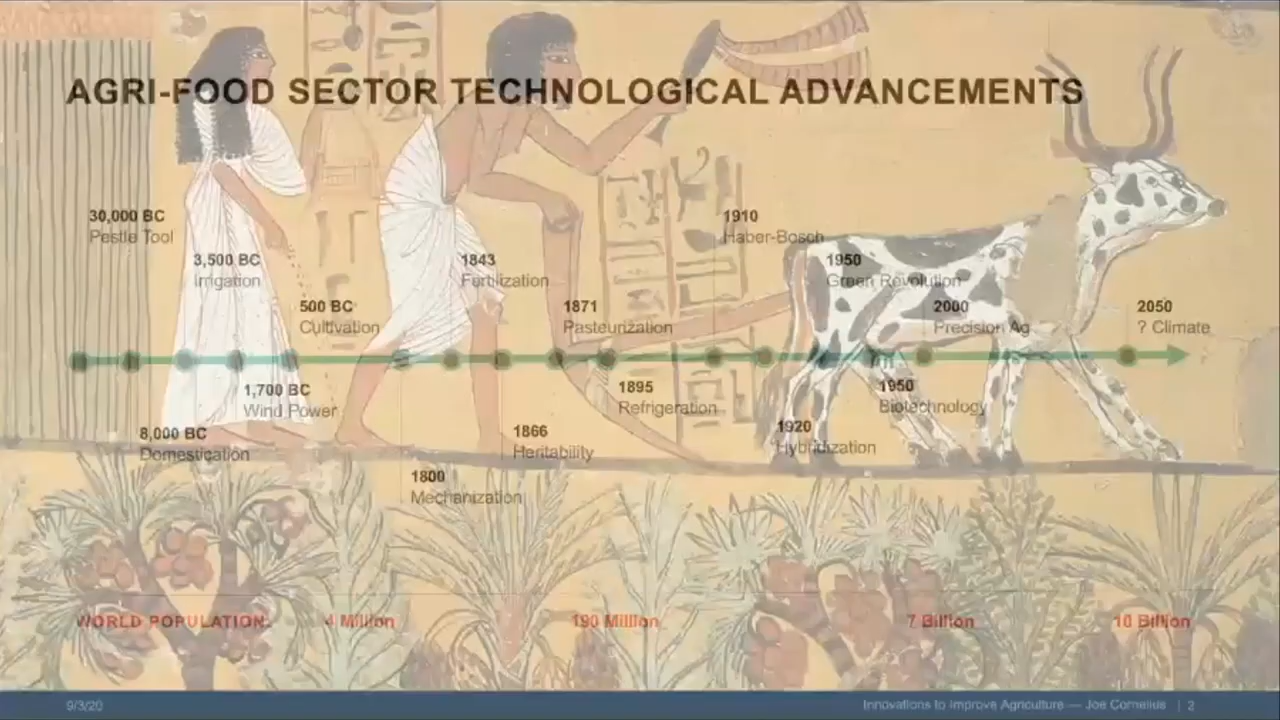 AGRI-FOOD SECTOR TECHNOLOGICAL ADVANCEMENTS
30,000 BC
Pestle Tool
8,000 BC
Domestication
3,500 BC
Irrigation
1,700 BC
Wind Power
500 BC
Cultivation
1800
Mechanization
1843
Fertilization
1866
Heritability
1871
Pasteurization
1895
Refrigeration
1910
Haber-Bosch
1920
Hybridization
1950
Green Revolution
1950
Biotechnology
2000
Precision Ag
2050
? Climate
WORLD POPULATION: 4 Million 190 Million 7 Billion 10 Billion
9/3/20 Innovations to Improve Agriculture — Joe Cornelius | 2